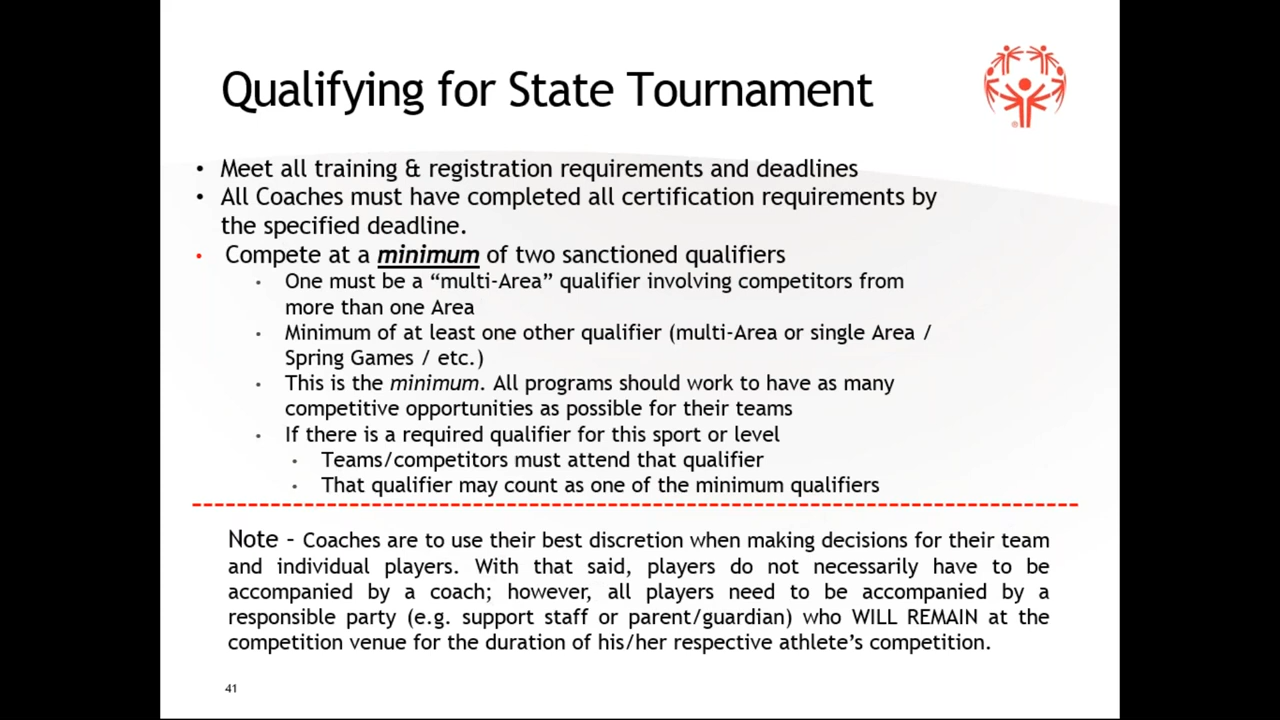 Qualifying for State Tournament
• Meet all training & registration requirements and deadlines
• All Coaches must have completed all certification requirements by
the specified deadline.
• Compete at a minimum of two sanctioned qualifiers
• One must be a “multi-Area” qualifier involving competitors from
more than one Area
• Minimum of at least one other qualifier (multi-Area or single Area /
Spring Games / etc.)
• This is the minimum. All programs should work to have as many
competitive opportunities as possible for their teams
• If there is a required qualifier for this sport or level
• Teams/competitors must attend that qualifier
• That qualifier may count as one of the minimum qualifiers
Note – Coaches are to use their best discretion when making decisions for their team
and individual players. With that said, players do not necessarily have to be
accompanied by a coach; however, all players need to be accompanied by a
responsible party (e.g. support staff or parent/guardian) who WILL REMAIN at the
competition venue for the duration of his/her respective athlete’s competition.
41